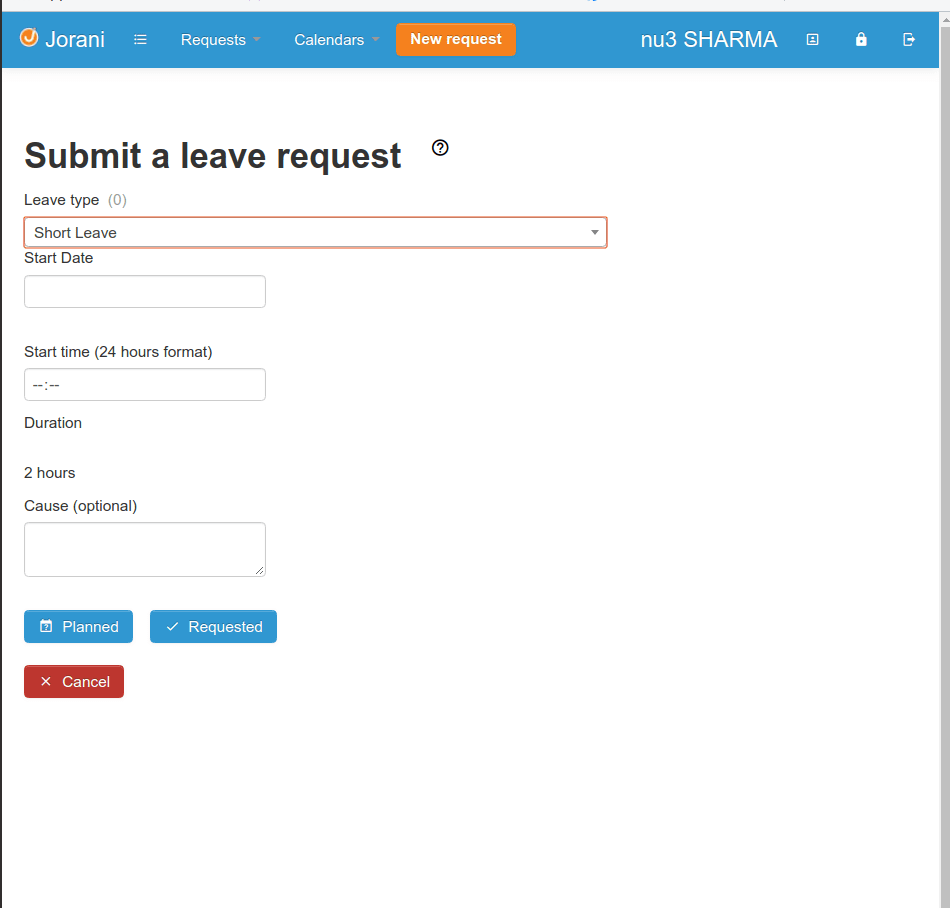 Jorani Requests Calendars New request nu3 SHARMA
Submit a leave request
Leave type (0)
Short Leave
Start Date
Start time (24 hours format)
--:--
Duration
2 hours
Cause (optional)
Planned Requested
Cancel